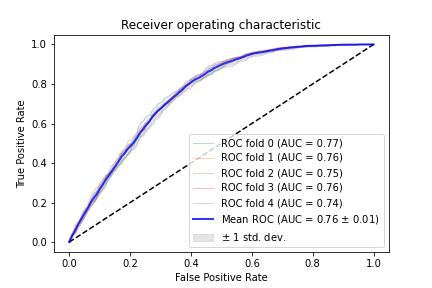 Receiver operating characteristic
True Positive Rate
1.0
0.8
0.6
0.4
0.2
0.0
ROC fold 0 (AUC = 0.77)
ROC fold 1 (AUC = 0.76)
ROC fold 2 (AUC = 0.75)
ROC fold 3 (AUC = 0.76)
ROC fold 4 (AUC = 0.74)
Mean ROC (AUC = 0.76 ± 0.01)
± 1 std. dev.
0.0 0.2 0.4 0.6 0.8 1.0
False Positive Rate